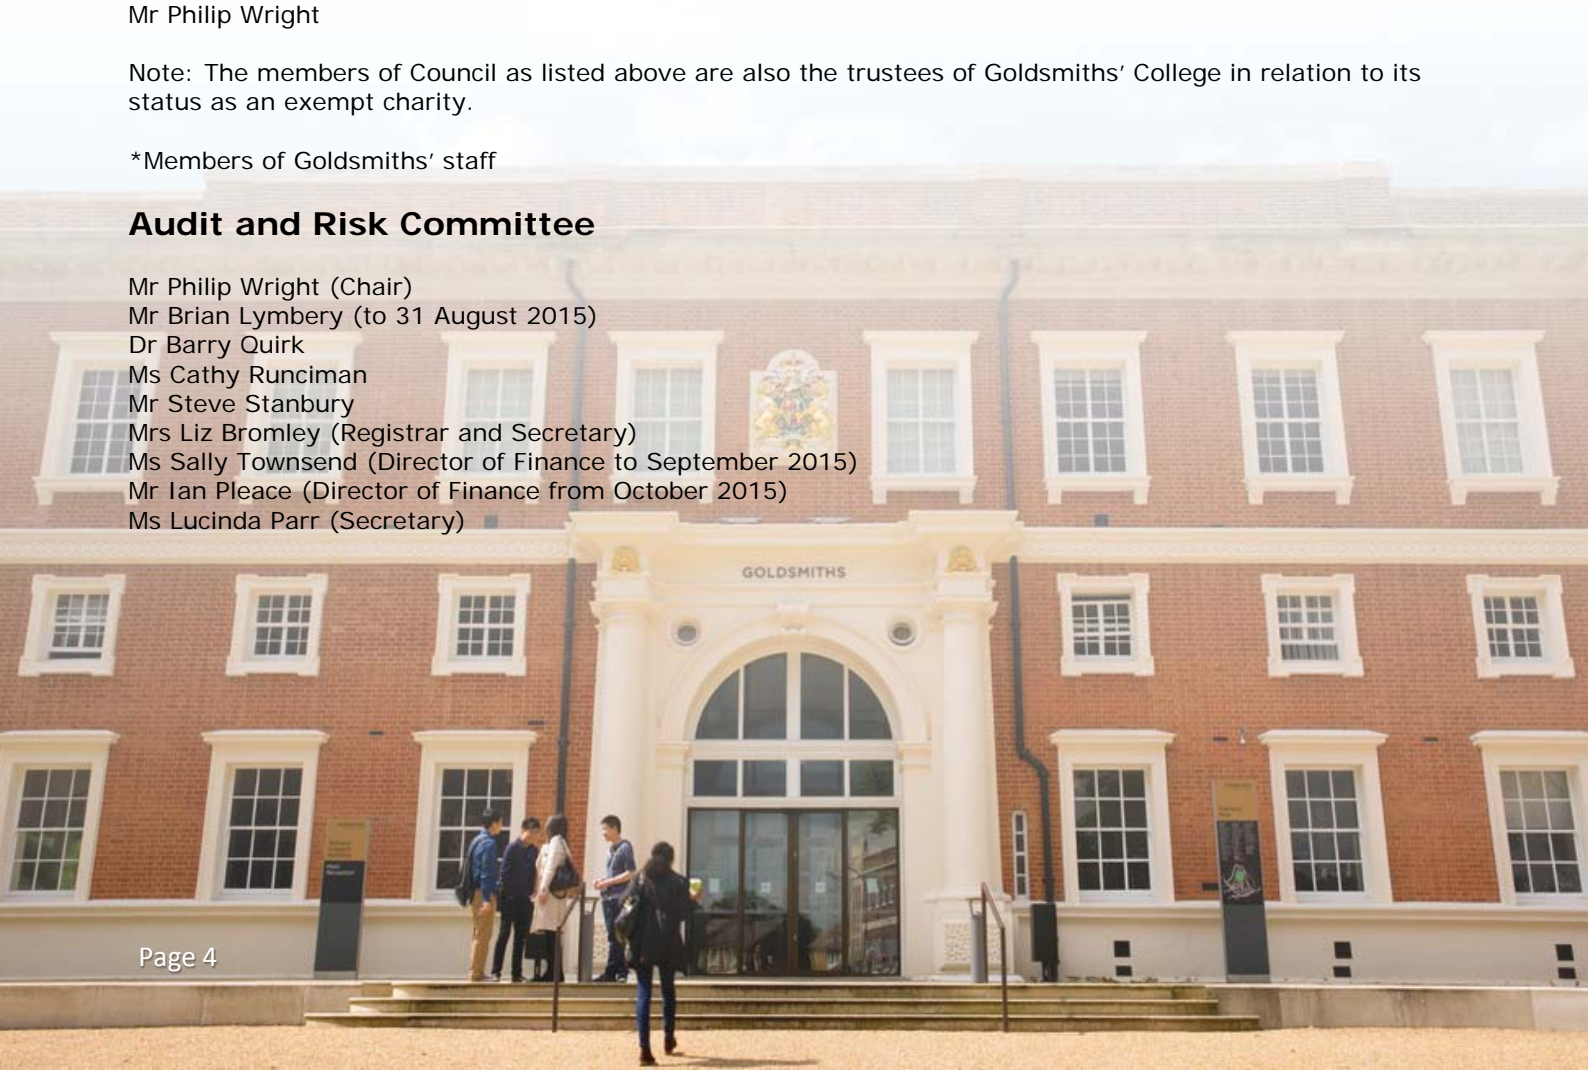 Mr Philip Wright
Note: The members of Council as listed above are also the trustees of Goldsmiths’ College in relation to its
status as an exempt charity.
*Members of Goldsmiths’ staff
Audit and Risk Committee
Mr Philip Wright (Chair)
Mr Brian Lymbery (to 31 August 2015)
Dr Barry Quirk
Ms Cathy Runciman
Mr Steve Stanbury
Mrs Liz Bromley (Registrar and Secretary)
Ms Sally Townsend (Director of Finance to September 2015)
Mr Ian Pleace (Director of Finance from October 2015)
Ms Lucinda Parr (Secretary)
GOLDSMITHS
Page 4